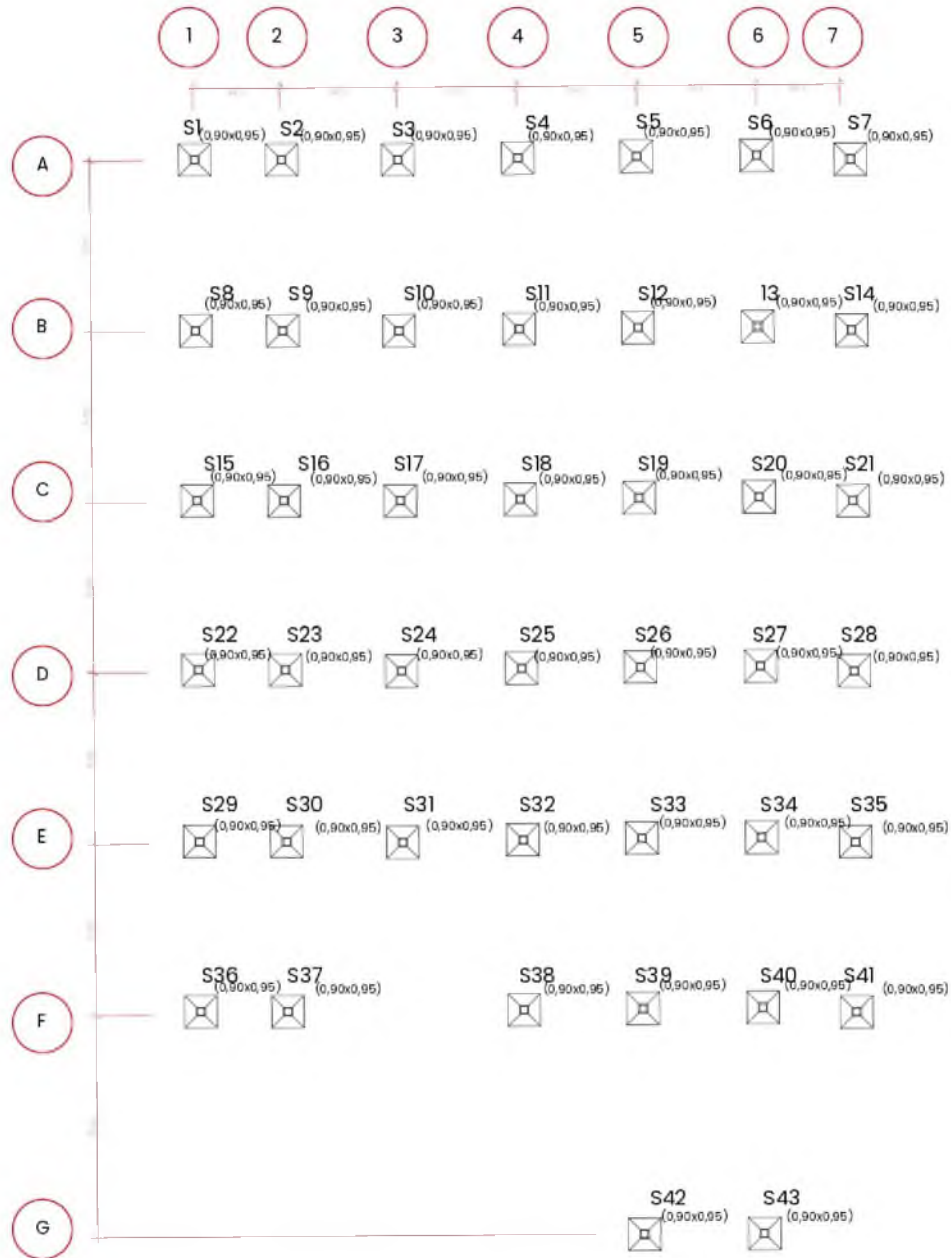 1 2 3 4 5 6 7
S1 S2 S3 S4 S5 S6 S7
(0,90x0,95) (0,90x0,95) (0,90x0,95) (0,90x0,95) (0,90x0,95) (0,90x0,95) (0,90x0,95)
A
S8 S9 S10 S11 S12 13 S14
(0,90x0,95) (0,90x0,95) (0,90x0,95) (0,90x0,95) (0,90x0,95) (0,90x0,95) (0,90x0,95)
B
S15 S16 S17 S18 S19 S20 S21
(0,90x0,95) (0,90x0,95) (0,90x0,95) (0,90x0,95) (0,90x0,95) (0,90x0,95) (0,90x0,95)
C
S22 S23 S24 S25 S26 S27 S28
(0,90x0,95) (0,90x0,95) (0,90x0,95) (0,90x0,95) (0,90x0,95) (0,90x0,95) (0,90x0,95)
D
S29 S30 S31 S32 S33 S34 S35
(0,90x0,95) (0,90x0,95) (0,90x0,95) (0,90x0,95) (0,90x0,95) (0,90x0,95) (0,90x0,95)
E
S36 S37 S38 S39 S40 S41
(0,90x0,95) (0,90x0,95) (0,90x0,95) (0,90x0,95) (0,90x0,95) (0,90x0,95)
F
S42 S43
(0,90x0,95) (0,90x0,95)
G